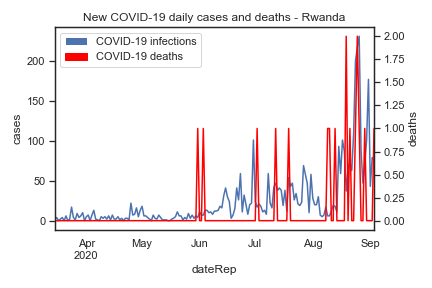 New COVID-19 daily cases and deaths - Rwanda
COVID-19 infections
COVID-19 deaths
200
150
100
50
0
cases
2.00
1.75
1.50
1.25
1.00
0.75
0.50
0.25
0.00
deaths
Apr May Jun Jul Aug Sep
2020
dateRep